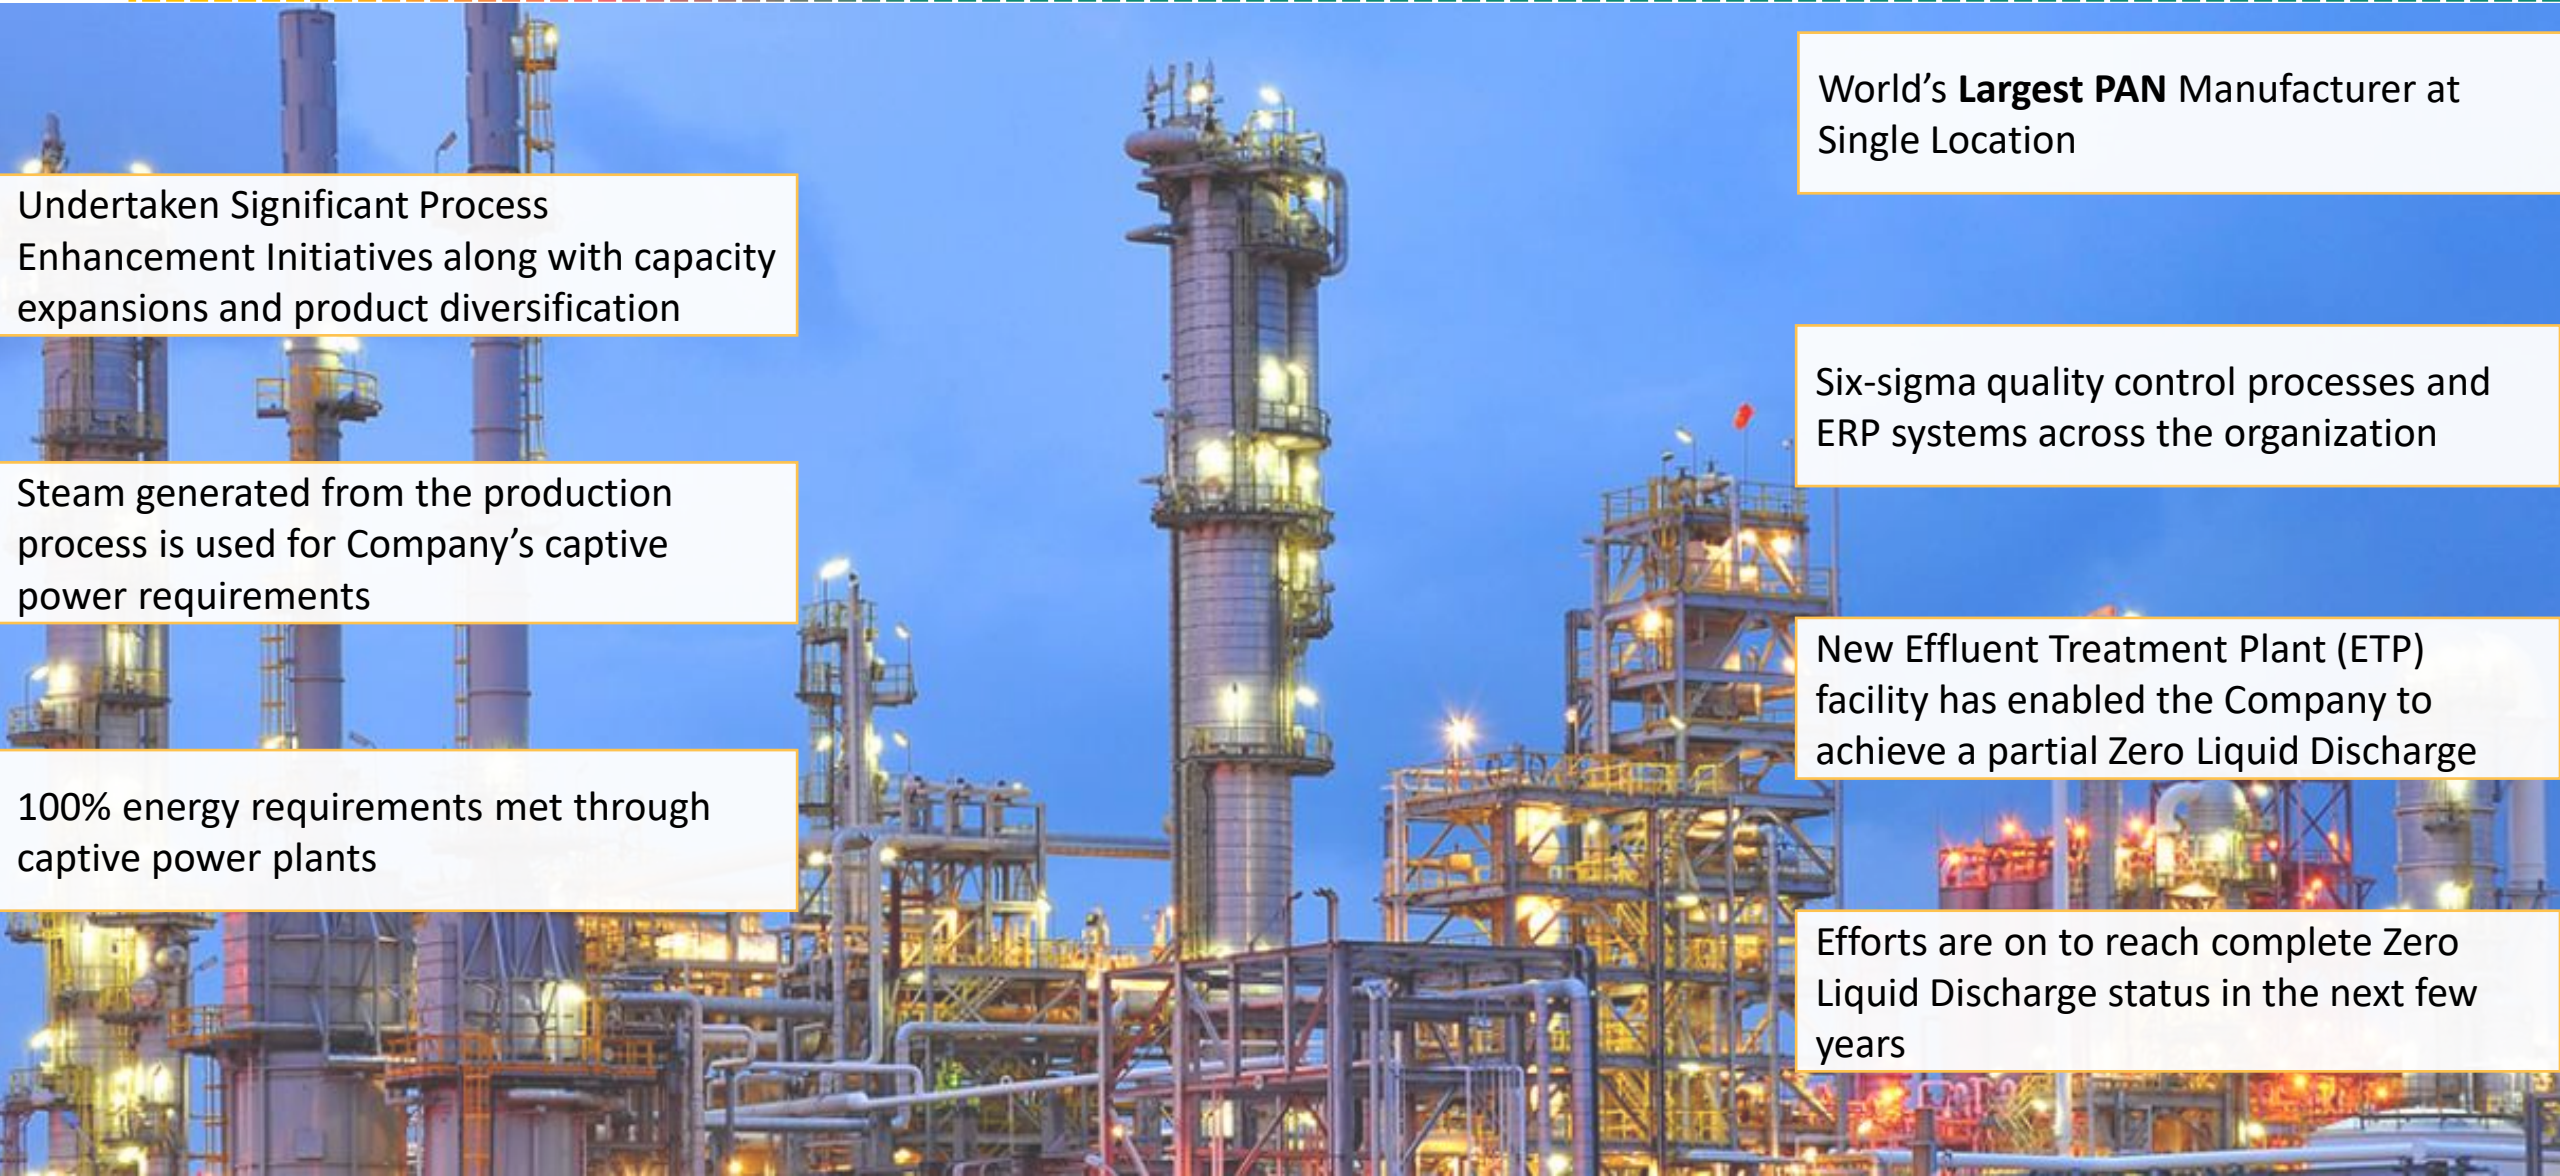 Undertaken Significant Process
Enhancement Initiatives along with capacity
expansions and product diversification
Steam generated from the production
process is used for Company’s captive
power requirements
100% energy requirements met through
captive power plants
World’s Largest PAN Manufacturer at
Single Location
Six-sigma quality control processes and
ERP systems across the organization
New Effluent Treatment Plant (ETP)
facility has enabled the Company to
achieve a partial Zero Liquid Discharge
Efforts are on to reach complete Zero
Liquid Discharge status in the next few
years